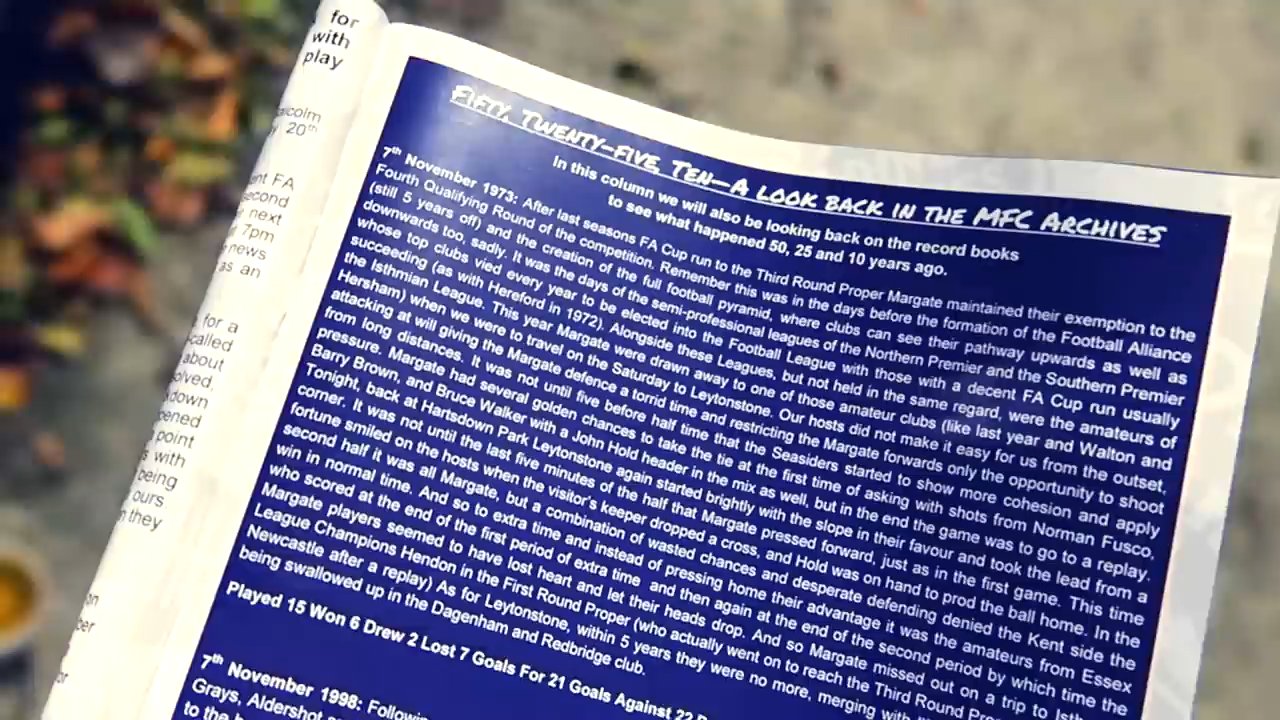 for
with
play
20th
FA
next
7pm
news
as an
for a
about
down
point
with
being
ours
they
Fifty, Twenty-five, Ten—A look back in the MFC Archives
In this column we will also be looking back on the record books
to see what happened 50, 25 and 10 years ago.
7th November 1973: After last seasons FA Cup run to the Third Round Proper Margate maintained their exemption to the
Fourth Qualifying Round of the competition. Remember this was in the days before the formation of the Football Alliance
(still 5 years off) and the creation of the full football pyramid, where clubs can see their pathway upwards as well as
downwards too, sadly. It was the days of the semi-professional leagues of the Northern Premier and the Southern Premier
whose top clubs vied every year to be elected into the Football League with those with a decent FA Cup run usually
succeeding (as with Hereford in 1972). Alongside these Leagues, but not held in the same regard, were the amateurs of
the Isthmian League. This year Margate were drawn away to one of those amateur clubs (like last year and Walton and
Hersham) when we were to travel on the Saturday to Leytonstone. Our hosts did not make it easy for us from the outset,
attacking at will giving the Margate defence a torrid time and restricting the Margate forwards only the opportunity to shoot
from long distances. It was not until five before half time that the Seasiders started to show more cohesion and apply
pressure. Margate had several golden chances to take the tie at the first time of asking with shots from Norman Fusco,
Barry Brown, and Bruce Walker with a John Hold header in the mix as well, but in the end the game was to go to a replay.
Tonight, back at Hartsdown Park Leytonstone again started brightly with the slope in their favour and took the lead from a
corner. It was not until the last five minutes of the half that Margate pressed forward, just as in the first game. This time
fortune smiled on the hosts when the visitor's keeper dropped a cross, and Hold was on hand to prod the ball home. In the
second half it was all Margate, but a combination of wasted chances and desperate defending denied the Kent side the
win in normal time. And so to extra time and instead of pressing home their advantage it was the amateurs from Essex
who scored at the end of the first period of extra time and then again at the end of the second period by which time the
Margate players seemed to have lost heart and let their heads drop. And so Margate missed out on a trip to
League Champions Hendon in the First Round Proper (who actually went on to reach the Third Round
Newcastle after a replay) As for Leytonstone, within 5 years they were no more, merging with
being swallowed up in the Dagenham and Redbridge club.
Played 15 Won 6 Drew 2 Lost 7 Goals For 21 Goals Against 22
7th November 1998:
Grays, Aldershot
to the